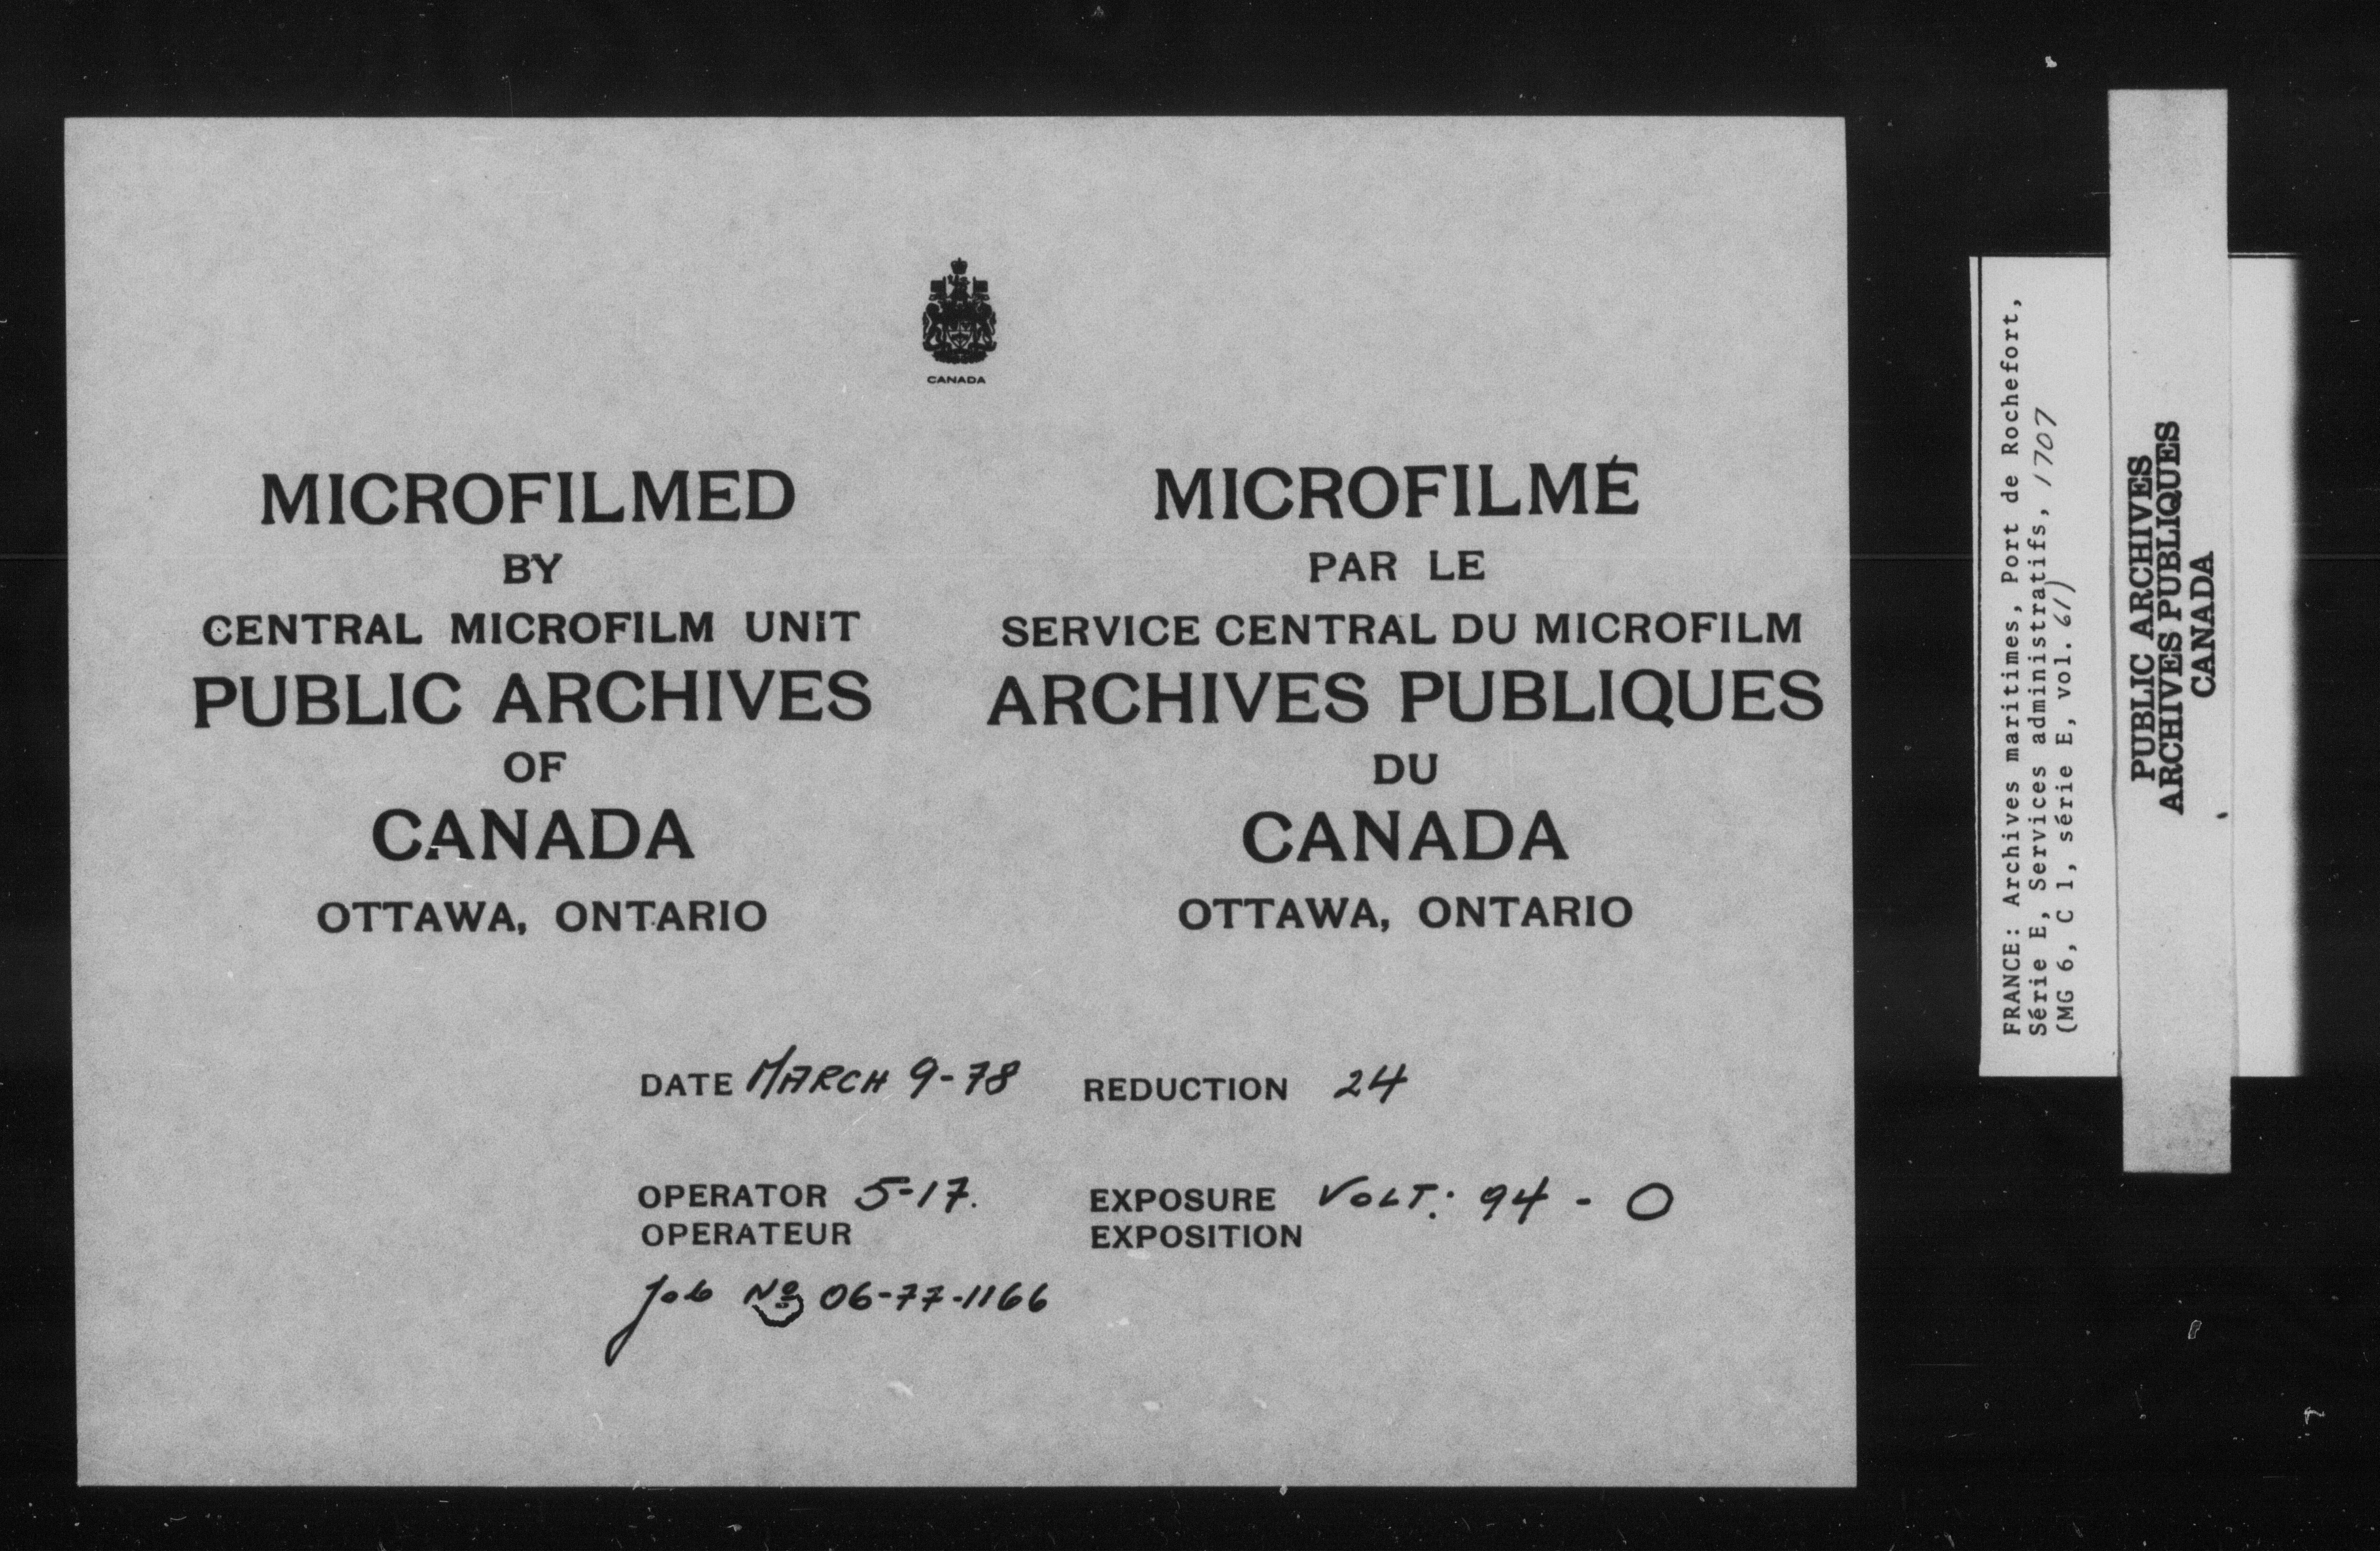 CANADA
MICROFILMED
BY
CENTRAL MICROFILM UNIT
PUBLIC ARCHIVES
OF
CANADA
OTTAWA, ONTARIO
MICROFILMÉ
PAR LE
SERVICE CENTRAL DU MICROFILM
ARCHIVES PUBLIQUES
DU
CANADA
OTTAWA, ONTARIO
DATE MARCH 9-78
REDUCTION 24
OPERATOR 5-17.
OPERATEUR
EXPOSURE VOLT: 94 - O
EXPOSITION
Job No 06-77-1166
FRANCE: Archives maritimes, Port de Rochefort,
Série E, Services administratifs, 1707
(MG 6, C 1, série E, vol. 611)
PUBLIC ARCHIVES
ARCHIVES PUBLIQUES
CANADA